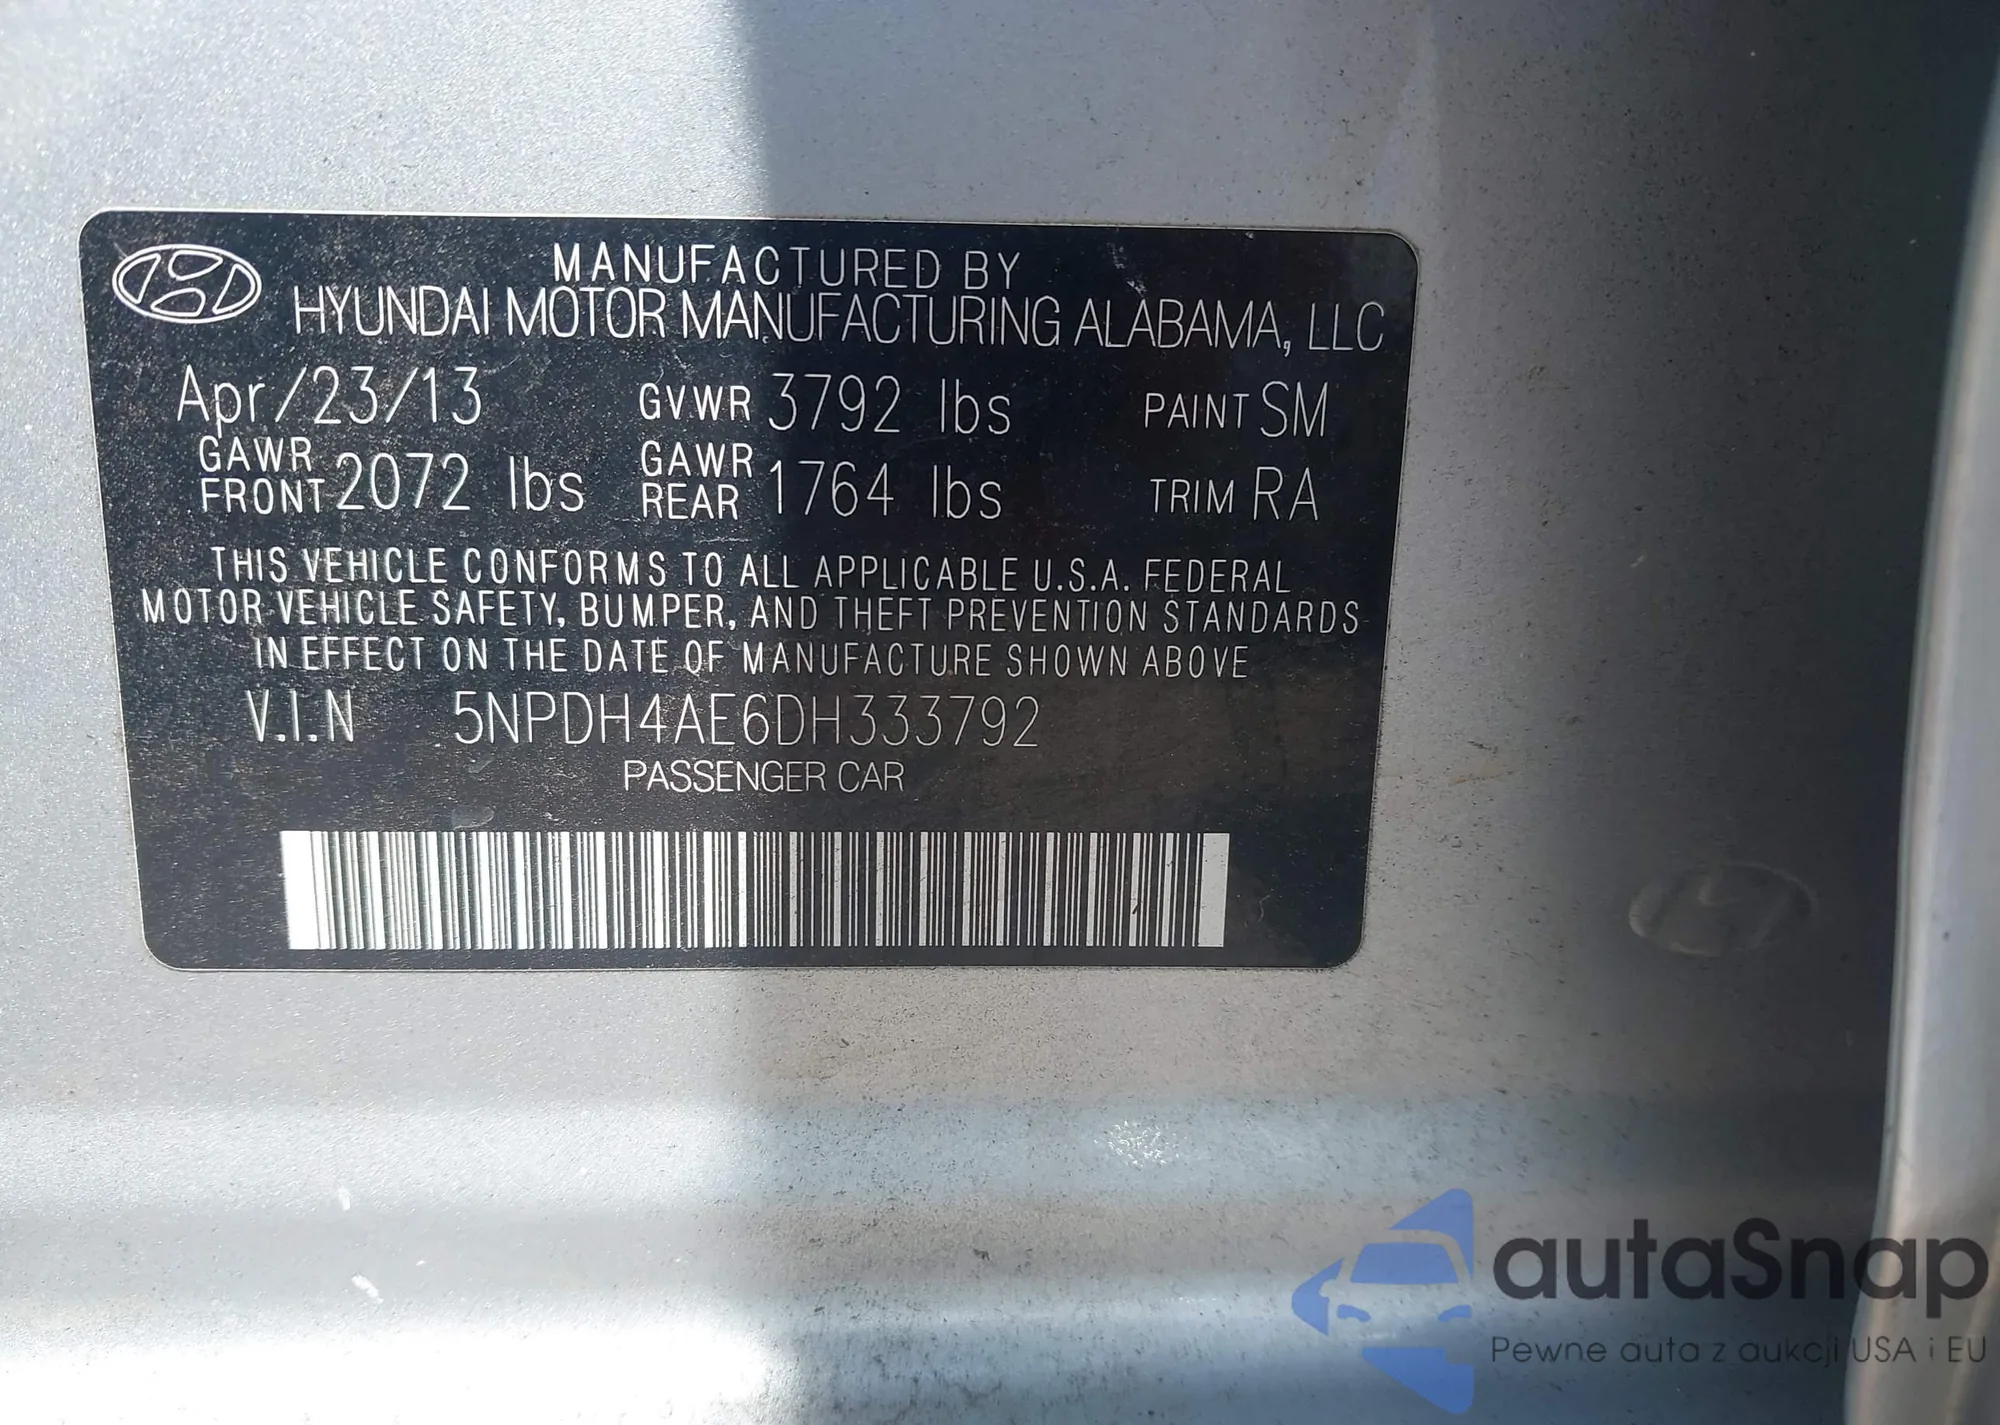 MANUFACTURED BY
HYUNDAI MOTOR MANUFACTURING ALABAMA, LLC
Apr/23/13 GVWR 3792 lbs PAINT SM
GAWR FRONT 2072 lbs GAWR REAR 1764 lbs TRIM RA
THIS VEHICLE CONFORMS TO ALL APPLICABLE U.S.A. FEDERAL
MOTOR VEHICLE SAFETY, BUMPER, AND THEFT PREVENTION STANDARDS
IN EFFECT ON THE DATE OF MANUFACTURE SHOWN ABOVE
V.I.N 5NPDH4AE6DH333792
PASSENGER CAR
autaSnap
Pewne auta z aukcji USA i EU